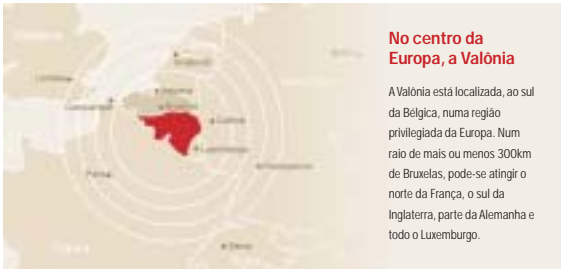 No centro da
Europa, a Valônia
A Valônia está localizada, ao sul
da Bélgica, numa região
privilegiada da Europa. Num
raio de mais ou menos 300km
de Bruxelas, pode-se atingir o
norte da França, o sul da
Inglaterra, parte da Alemanha e
todo o Luxemburgo.